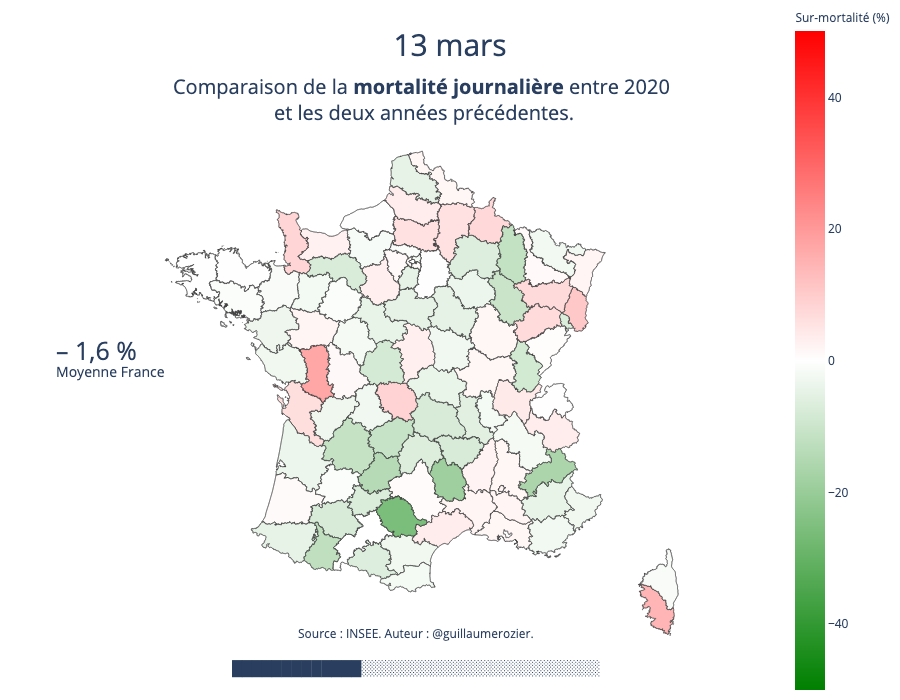 Sur-mortalité (%)
13 mars
Comparaison de la mortalité journalière entre 2020
et les deux années précédentes.
40
20
0
−20
−40
– 1,6 %
Moyenne France
Source : INSEE. Auteur : @guillaumerozier.